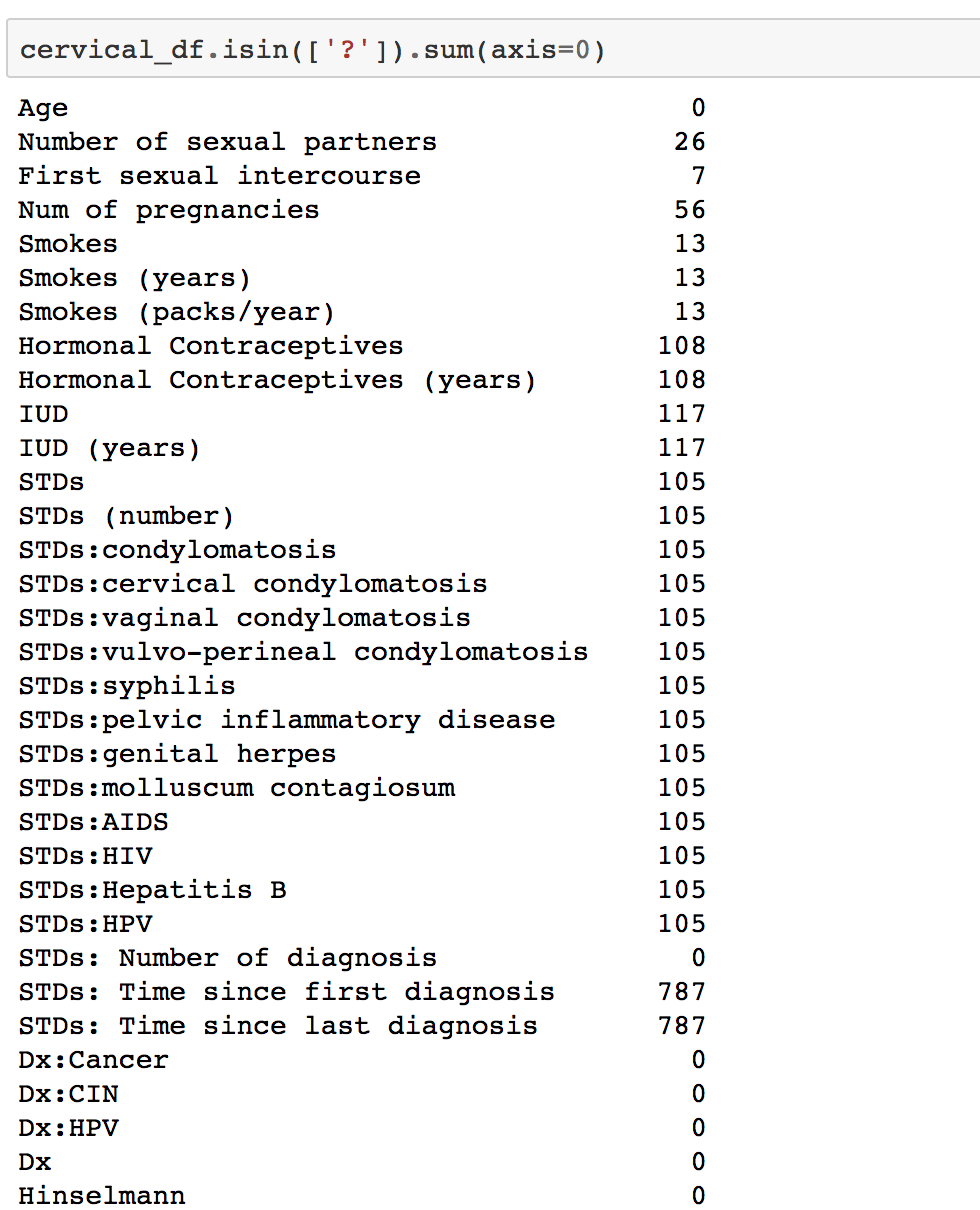 cervical_df.isin(['?']).sum(axis=0)
Age 0
Number of sexual partners 26
First sexual intercourse 7
Num of pregnancies 56
Smokes 13
Smokes (years) 13
Smokes (packs/year) 13
Hormonal Contraceptives 108
Hormonal Contraceptives (years) 108
IUD 117
IUD (years) 117
STDs 105
STDs (number) 105
STDs:condylomatosis 105
STDs:cervical condylomatosis 105
STDs:vaginal condylomatosis 105
STDs:vulvo-perineal condylomatosis 105
STDs:syphilis 105
STDs:pelvic inflammatory disease 105
STDs:genital herpes 105
STDs:molluscum contagiosum 105
STDs:AIDS 105
STDs:HIV 105
STDs:Hepatitis B 105
STDs:HPV 105
STDs: Number of diagnosis 0
STDs: Time since first diagnosis 787
STDs: Time since last diagnosis 787
Dx:Cancer 0
Dx:CIN 0
Dx:HPV 0
Dx 0
Hinselmann 0